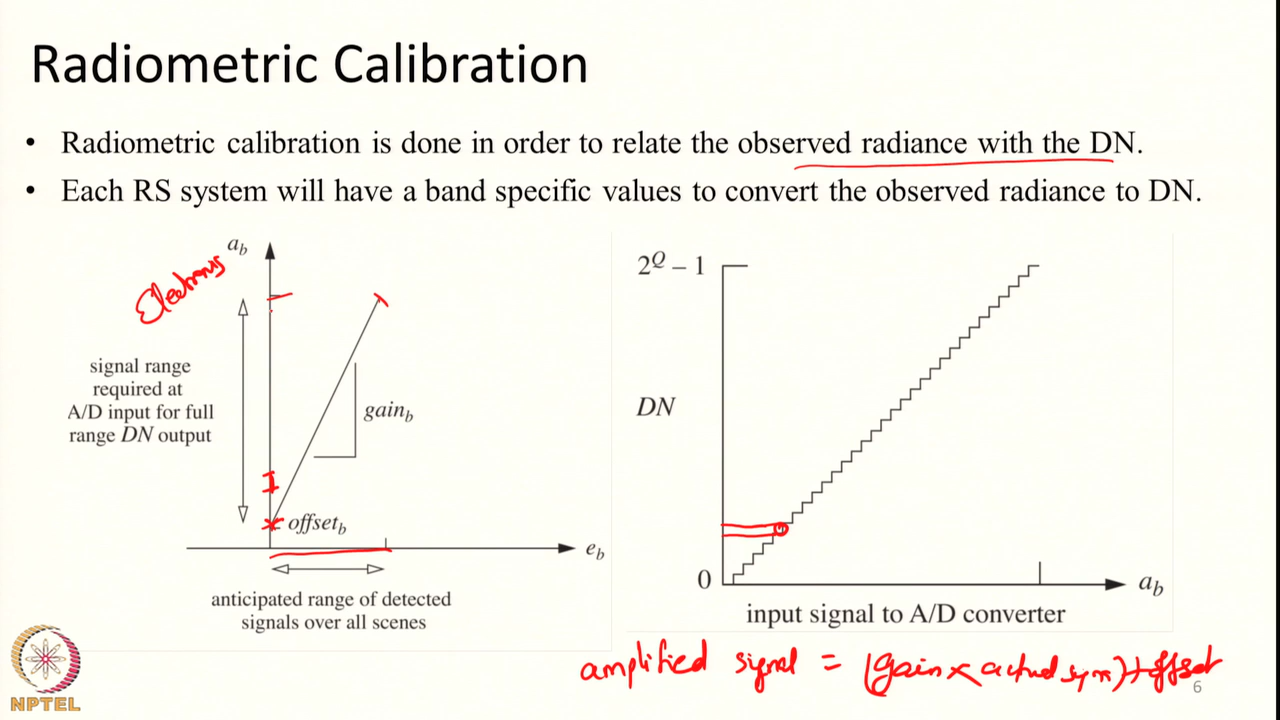 Radiometric Calibration
• Radiometric calibration is done in order to relate the observed radiance with the DN.
• Each RS system will have a band specific values to convert the observed radiance to DN.
a_b
Electrons
signal range
required at
A/D input for full
range DN output
gain_b
offset_b
e_b
anticipated range of detected
signals over all scenes
2^Q – 1
DN
0
a_b
input signal to A/D converter
amplified signal = (gain × actual ) + offset
6
NPTEL